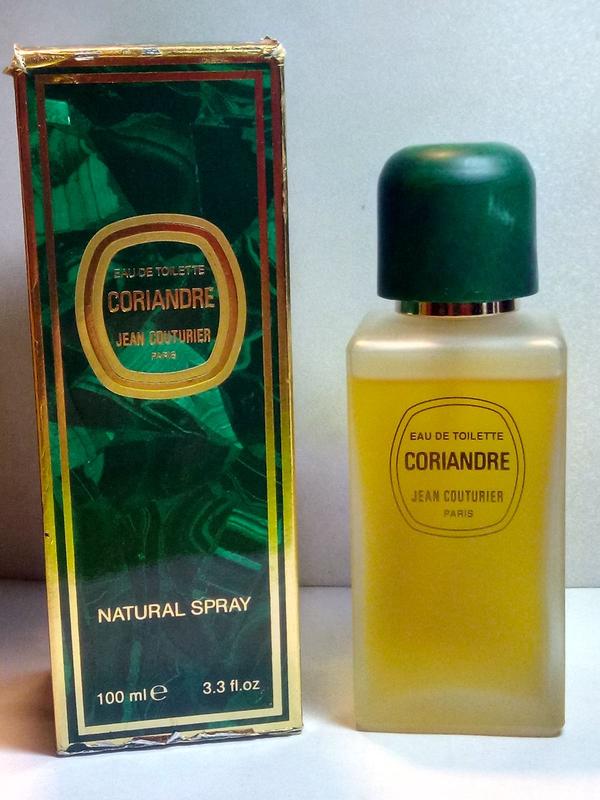 EAU DE TOILETTE
CORIANDRE
JEAN COUTURIER
PARIS
NATURAL SPRAY
100 ml ℮ 3.3 fl.oz
EAU DE TOILETTE
CORIANDRE
JEAN COUTURIER
PARIS